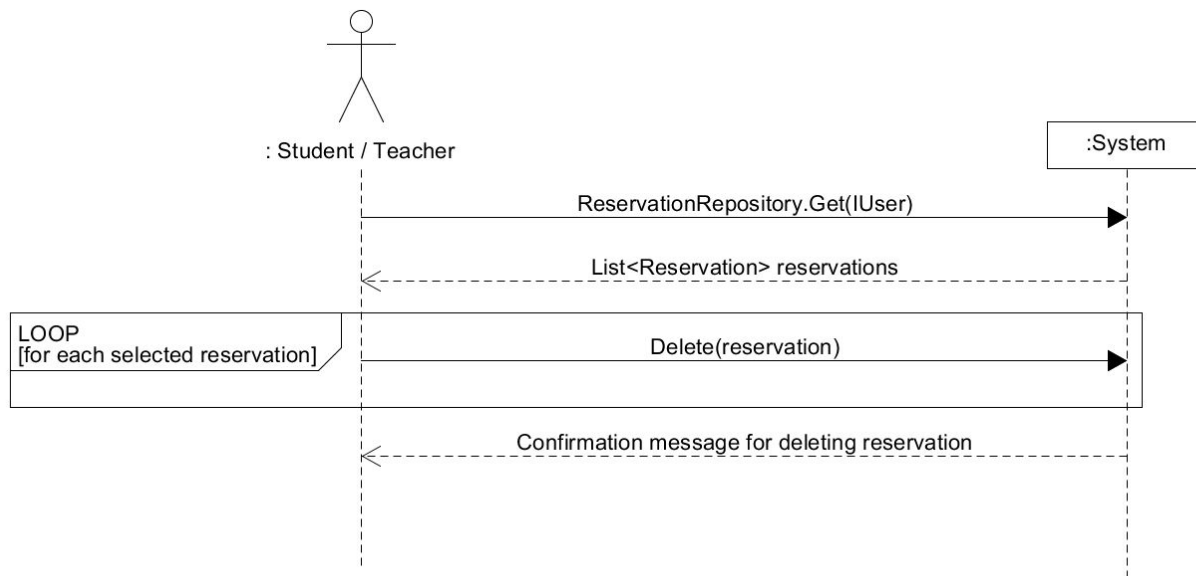 : Student / Teacher
:System
ReservationRepository.Get(IUser)
List<Reservation> reservations
LOOP
[for each selected reservation]
Delete(reservation)
Confirmation message for deleting reservation